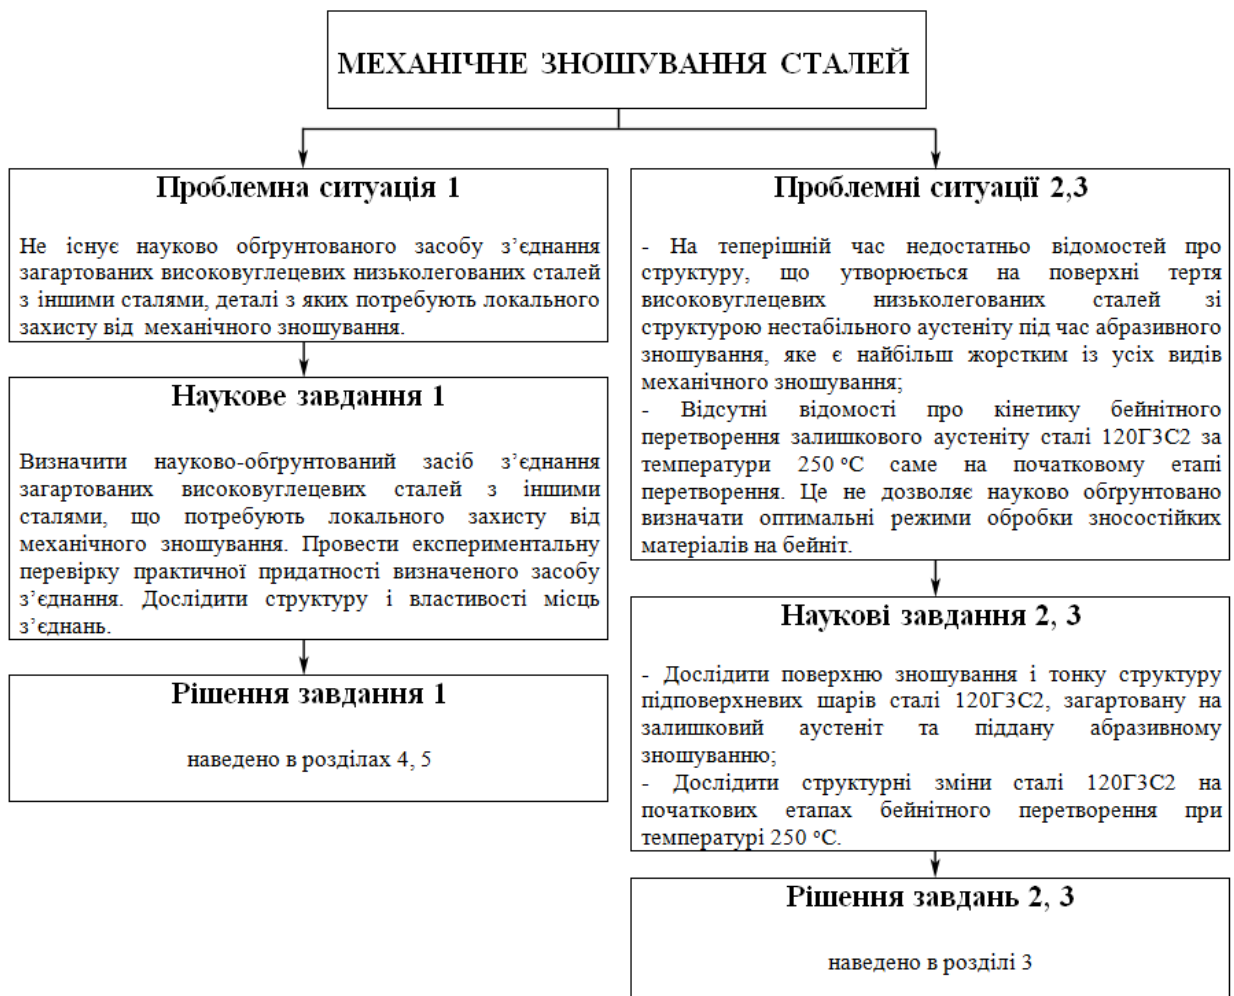 МЕХАНІЧНЕ ЗНОШУВАННЯ СТАЛЕЙ
Проблемна ситуація 1
Не існує науково обґрунтованого засобу з’єднання
загартованих високовуглецевих низьколегованих сталей
з іншими сталями, деталі з яких потребують локального
захисту від механічного зношування.
Наукове завдання 1
Визначити науково-обґрунтований засіб з’єднання
загартованих високовуглецевих сталей з іншими
сталями, що потребують локального захисту від
механічного зношування. Провести експериментальну
перевірку практичної придатності визначеного засобу
з’єднання. Дослідити структуру і властивості місць
з’єднань.
Рішення завдання 1
наведено в розділах 4, 5
Проблемні ситуації 2,3
- На теперішній час недостатньо відомостей про
структуру, що утворюється на поверхні тертя
високовуглецевих низьколегованих сталей зі
структурою нестабільного аустеніту під час абразивного
зношування, яке є найбільш жорстким із усіх видів
механічного зношування;
- Відсутні відомості про кінетику бейнітного
перетворення залишкового аустеніту сталі 120Г3С2 за
температури 250 °С саме на початковому етапі
перетворення. Це не дозволяє науково обґрунтовано
визначати оптимальні режими обробки зносостійких
матеріалів на бейніт.
Наукові завдання 2, 3
- Дослідити поверхню зношування і тонку структуру
підповерхневих шарів сталі 120Г3С2, загартовану на
залишковий аустеніт та піддану абразивному
зношуванню;
- Дослідити структурні зміни сталі 120Г3С2 на
початкових етапах бейнітного перетворення при
температурі 250 °С.
Рішення завдань 2, 3
наведено в розділі 3